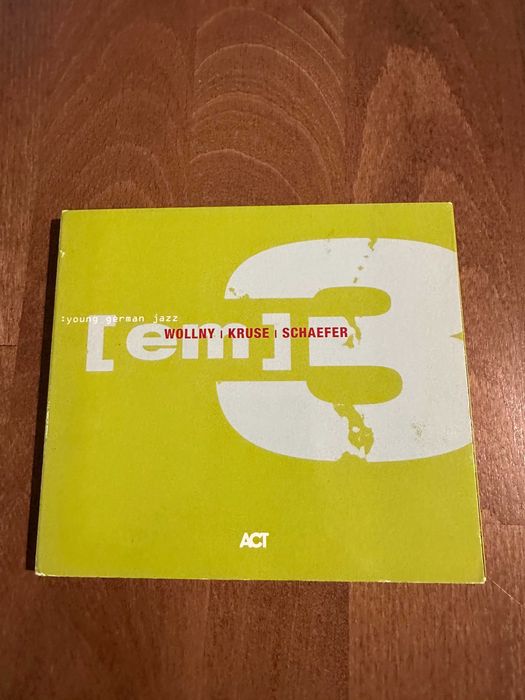 :young german jazz
[em] 3
WOLLNY | KRUSE | SCHAEFER
ACT